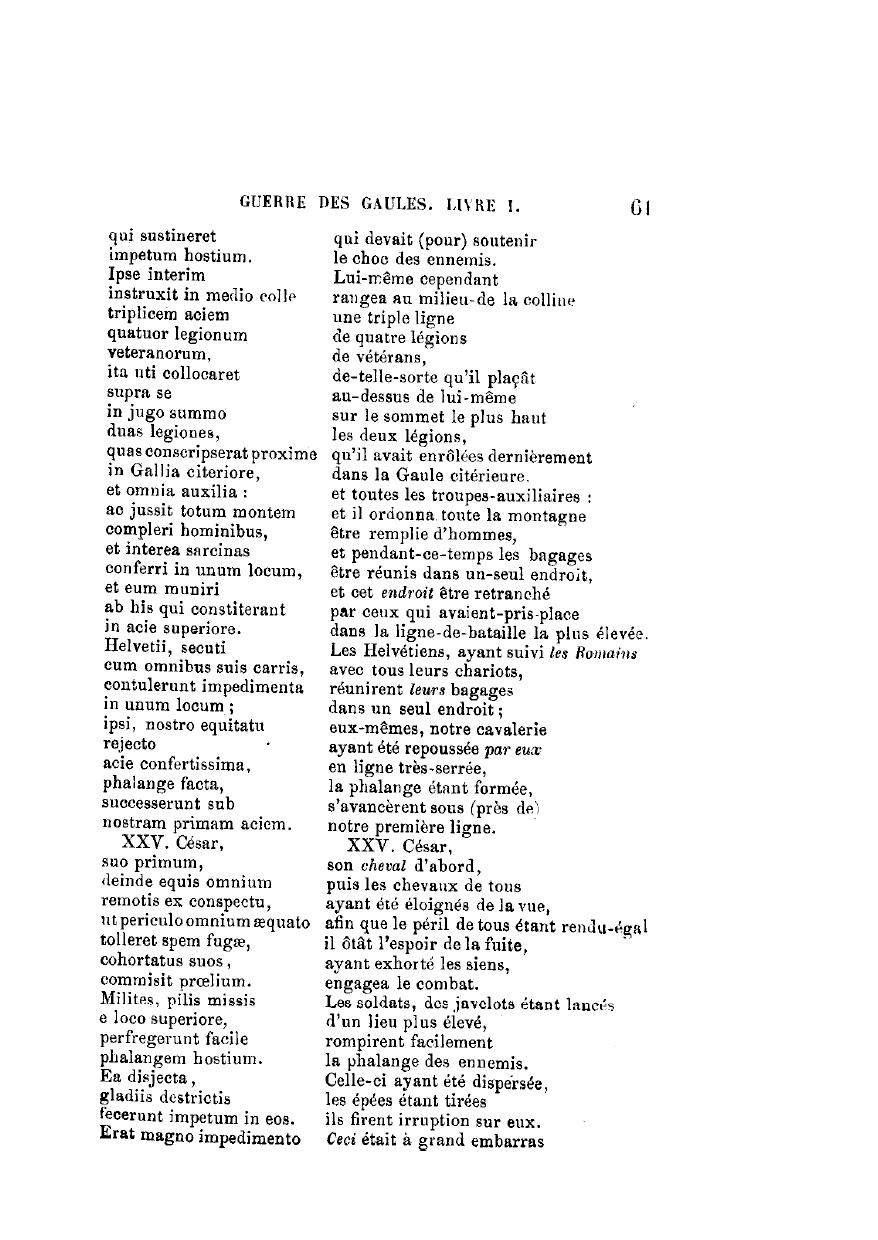 GUERRE DES GAULES. LIVRE I. 61
qui sustineret qui devait (pour) soutenir
impetum hostium. le choc des ennemis.
Ipse interim Lui-même cependant
instruxit in medio colle rangea au milieu-de la colline
triplicem aciem une triple ligne
quatuor legionum de quatre légions
veteranorum, de vétérans,
ita uti collocaret de-telle-sorte qu'il plaçât
supra se au-dessus de lui-même
in jugo summo sur le sommet le plus haut
duas legiones, les deux légions,
quas conscripserat proxime qu'il avait enrôlées dernièrement
in Gallia citeriore, dans la Gaule citérieure.
et omnia auxilia : et toutes les troupes-auxiliaires :
ac jussit totum montem et il ordonna toute la montagne
compleri hominibus, être remplie d'hommes,
et interea sarcinas et pendant-ce-temps les bagages
conferri in unum locum, être réunis dans un-seul endroit,
et eum muniri et cet endroit être retranché
ab his qui constiterant par ceux qui avaient-pris-place
in acie superiore. dans la ligne-de-bataille la plus élevée.
Helvetii, secuti Les Helvétiens, ayant suivi les Romains
cum omnibus suis carris, avec tous leurs chariots,
contulerunt impedimenta réunirent leurs bagages
in unum locum ; dans un seul endroit ;
ipsi, nostro equitatu eux-mêmes, notre cavalerie
rejecto ayant été repoussée par eux
acie confertissima, en ligne très-serrée,
phalange facta, la phalange étant formée,
successerunt sub s'avancèrent sous (près de)
nostram primam aciem. notre première ligne.
XXV. César, XXV. César,
suo primum, son cheval d'abord,
deinde equis omnium puis les chevaux de tous
remotis ex conspectu, ayant été éloignés de la vue,
ut periculo omnium æquato afin que le péril de tous étant rendu-égal
tolleret spem fugæ, il ôtât l'espoir de la fuite,
cohortatus suos, ayant exhorté les siens,
commisit prœlium. engagea le combat.
Milites, pilis missis Les soldats, des javelots étant lancés
e loco superiore, d'un lieu plus élevé,
perfregerunt facile rompirent facilement
phalangem hostium. la phalange des ennemis.
Ea disjecta, Celle-ci ayant été dispersée,
gladiis destrictis les épées étant tirées
fecerunt impetum in eos. ils firent irruption sur eux.
Erat magno impedimento Ceci était à grand embarras